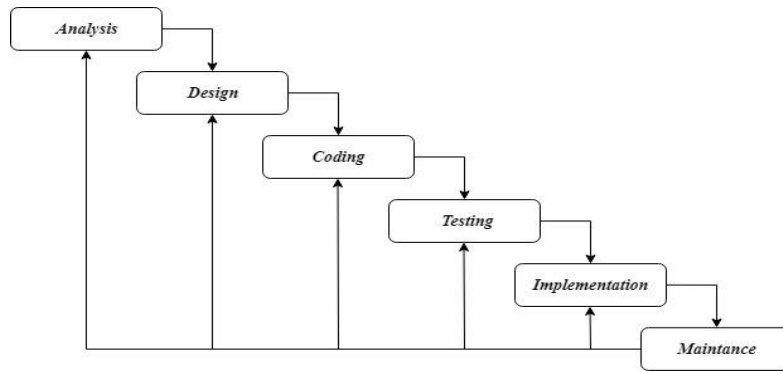 Analysis
Design
Coding
Testing
Implementation
Maintance